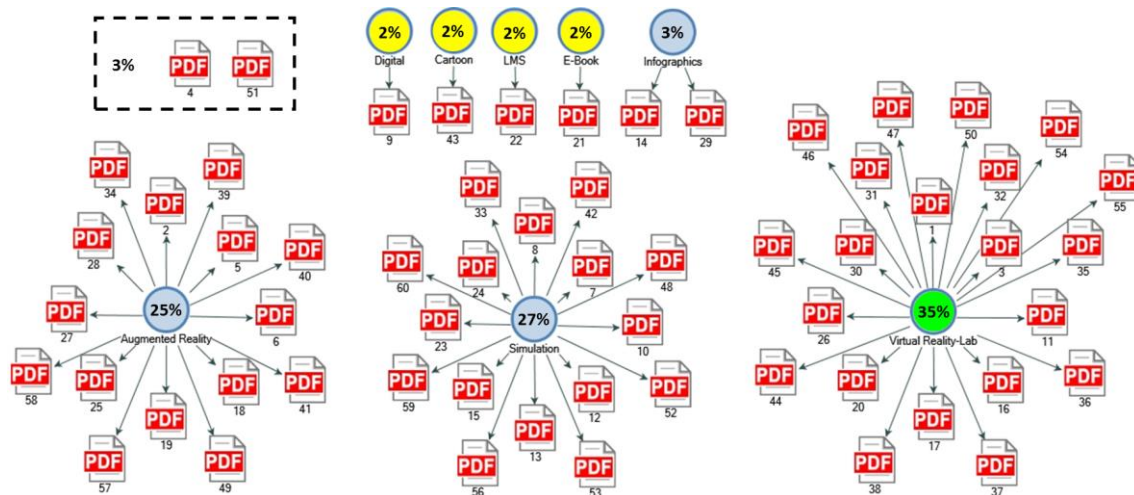 2% 2% 2% 2% 3%
Digital Cartoon LMS E-Book Infographics
3% PDF PDF
4 51
PDF PDF PDF PDF PDF PDF
9 43 22 21 14 29
PDF PDF
34 39
PDF
2
PDF PDF
28 5
PDF
40
25%
Augmented Reality
PDF PDF
27 6
PDF PDF PDF PDF
58 25 18 41
PDF
19
PDF PDF
57 49
PDF PDF
33 42
PDF
8
PDF PDF PDF PDF
60 24 7 48
27%
Simulation
PDF PDF
23 10
PDF PDF PDF PDF
59 15 12 52
PDF
13
PDF PDF
56 53
PDF PDF PDF PDF
46 47 50 54
PDF PDF PDF
31 32 55
PDF
1
PDF PDF PDF PDF
45 30 3 35
35%
Virtual Reality-Lab
PDF PDF
26 11
PDF PDF PDF PDF
44 20 16 36
PDF
17
PDF PDF
38 37